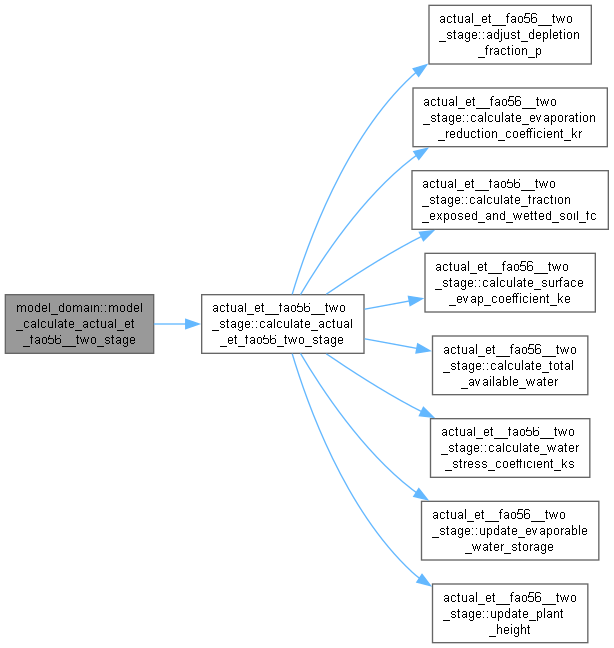 actual_et__fao56__two
_stage::adjust_depletion
_fraction_p
actual_et__fao56__two
_stage::calculate_evaporation
_reduction_coefficient_kr
actual_et__fao56__two
_stage::calculate_fraction
_exposed_and_wetted_soil_fc
actual_et__fao56__two
_stage::calculate_surface
_evap_coefficient_ke
model_domain::model
_calculate_actual_et
_fao56__two_stage
actual_et__fao56__two
_stage::calculate_actual
_et_fao56_two_stage
actual_et__fao56__two
_stage::calculate_total
_available_water
actual_et__fao56__two
_stage::calculate_water
_stress_coefficient_ks
actual_et__fao56__two
_stage::update_evaporable
_water_storage
actual_et__fao56__two
_stage::update_plant
_height